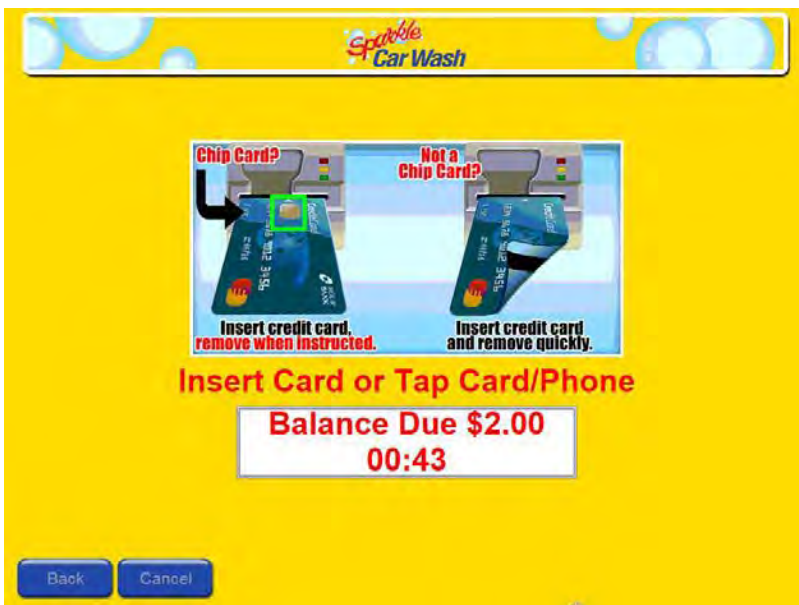 Sparkle
Car Wash
Chip Card?
Not a
Chip Card?
Insert credit card,
remove when instructed.
Insert credit card
and remove quickly.
Insert Card or Tap Card/Phone
Balance Due $2.00
00:43
Back
Cancel